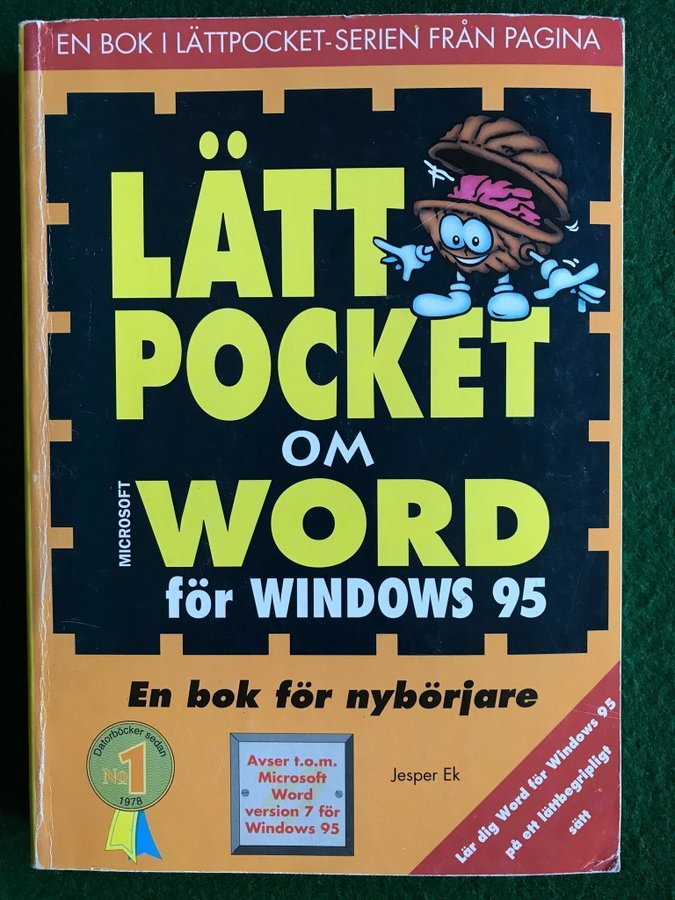 EN BOK I LÄTTPOCKET-SERIEN FRÅN PAGINA
LÄTT
POCKET
OM
MICROSOFT
WORD
för WINDOWS 95
En bok för nybörjare
Datorböcker sedan
No 1
1978
Avser t.o.m.
Microsoft
Word
version 7 för
Windows 95
Jesper Ek
Lär dig Word för Windows 95
på ett lättbegripligt
sätt